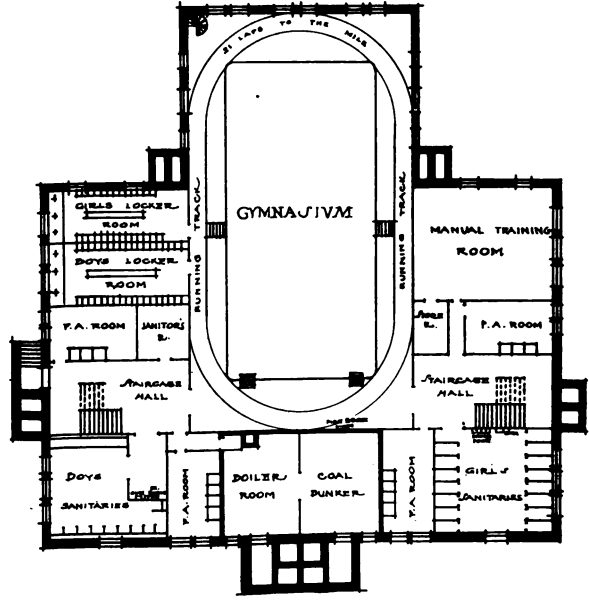 21 LAPS TO THE MILE
GIRLS LOCKER
ROOM
RUNNING TRACK
GYMNASIUM
RUNNING TRACK
MANUAL TRAINING
ROOM
BOYS LOCKER
ROOM
F.A. ROOM
JANITORS
R.
STORE
R.
F.A. ROOM
STAIRCASE
HALL
STAIRCASE
HALL
BOYS
SANITARIES
F.A. ROOM
BOILER
ROOM
COAL
BUNKER
F.A. ROOM
GIRLS
SANITARIES